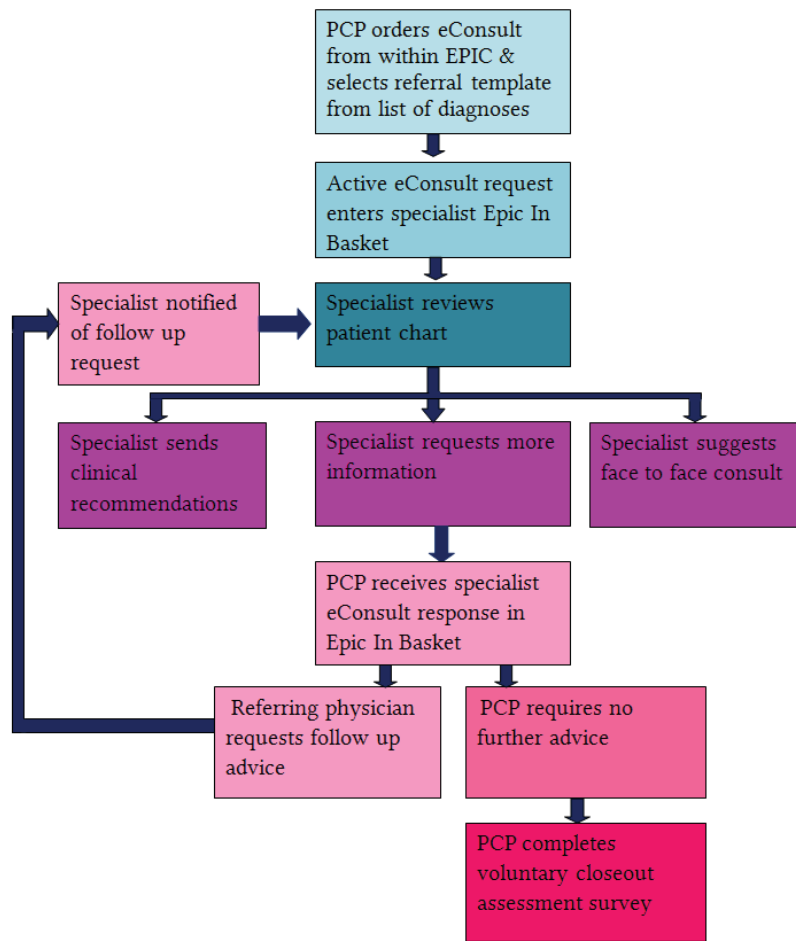 PCP orders eConsult
from within EPIC &
selects referral template
from list of diagnoses
Active eConsult request
enters specialist Epic In
Basket
Specialist notified
of follow up
request
Specialist reviews
patient chart
Specialist sends
clinical
recommendations
Specialist requests more
information
Specialist suggests
face to face consult
PCP receives specialist
eConsult response in
Epic In Basket
Referring physician
requests follow up
advice
PCP requires no
further advice
PCP completes
voluntary closeout
assessment survey